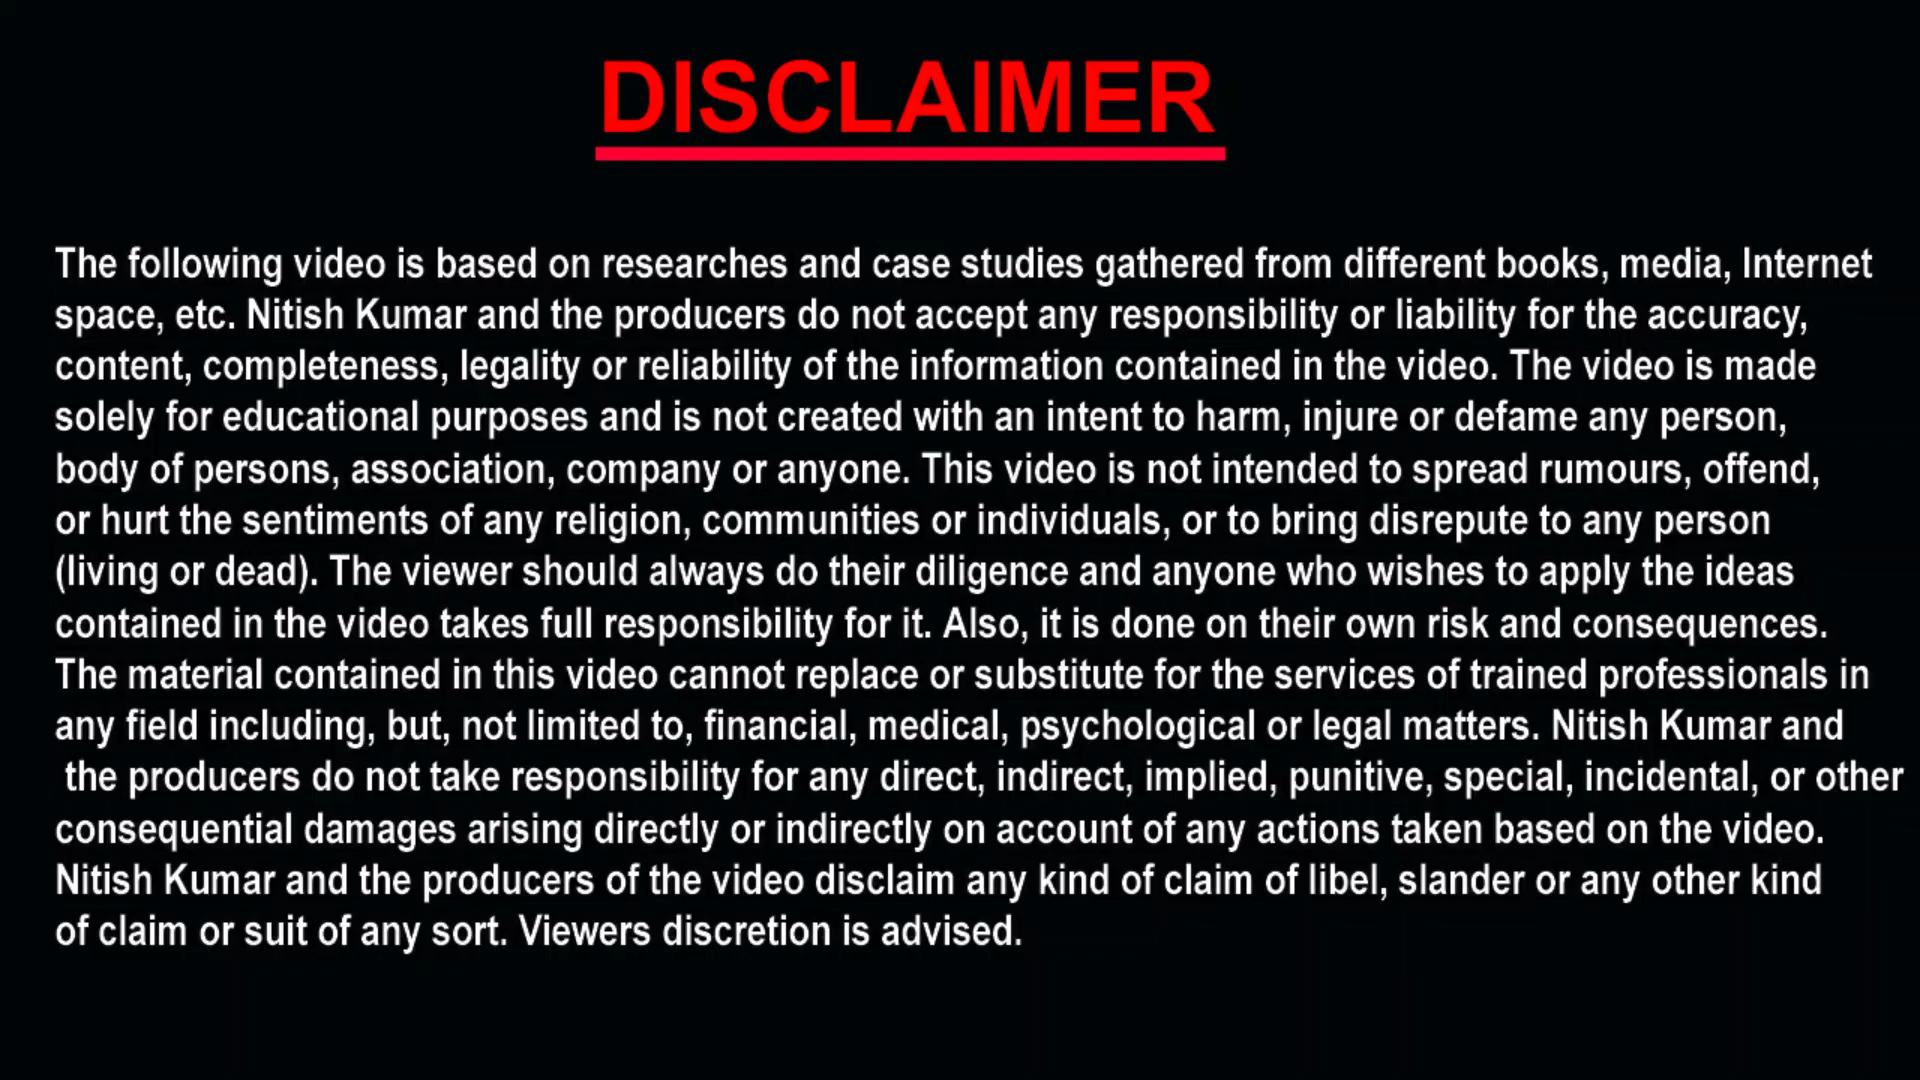 DISCLAIMER
The following video is based on researches and case studies gathered from different books, media, Internet
space, etc. Nitish Kumar and the producers do not accept any responsibility or liability for the accuracy,
content, completeness, legality or reliability of the information contained in the video. The video is made
solely for educational purposes and is not created with an intent to harm, injure or defame any person,
body of persons, association, company or anyone. This video is not intended to spread rumours, offend,
or hurt the sentiments of any religion, communities or individuals, or to bring disrepute to any person
(living or dead). The viewer should always do their diligence and anyone who wishes to apply the ideas
contained in the video takes full responsibility for it. Also, it is done on their own risk and consequences.
The material contained in this video cannot replace or substitute for the services of trained professionals in
any field including, but, not limited to, financial, medical, psychological or legal matters. Nitish Kumar and
the producers do not take responsibility for any direct, indirect, implied, punitive, special, incidental, or other
consequential damages arising directly or indirectly on account of any actions taken based on the video.
Nitish Kumar and the producers of the video disclaim any kind of claim of libel, slander or any other kind
of claim or suit of any sort. Viewers discretion is advised.